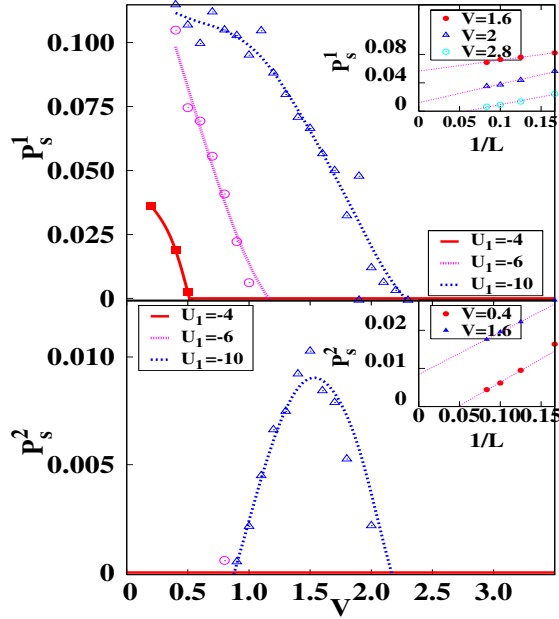 P_s^1
0.100
0.075
0.050
0.025
0
U_1=-4
U_1=-6
U_1=-10
V=1.6
V=2
V=2.8
P_s^1
0.08
0.04
0
0
0.05
0.1
0.15
1/L
P_s^2
0.010
0.005
0
U_1=-4
U_1=-6
U_1=-10
V=0.4
V=1.6
P_s^2
0.02
0.01
0
0
0.05
0.1
0.15
1/L
0
0.5
1.0
1.5
2.0
2.5
3.0
V